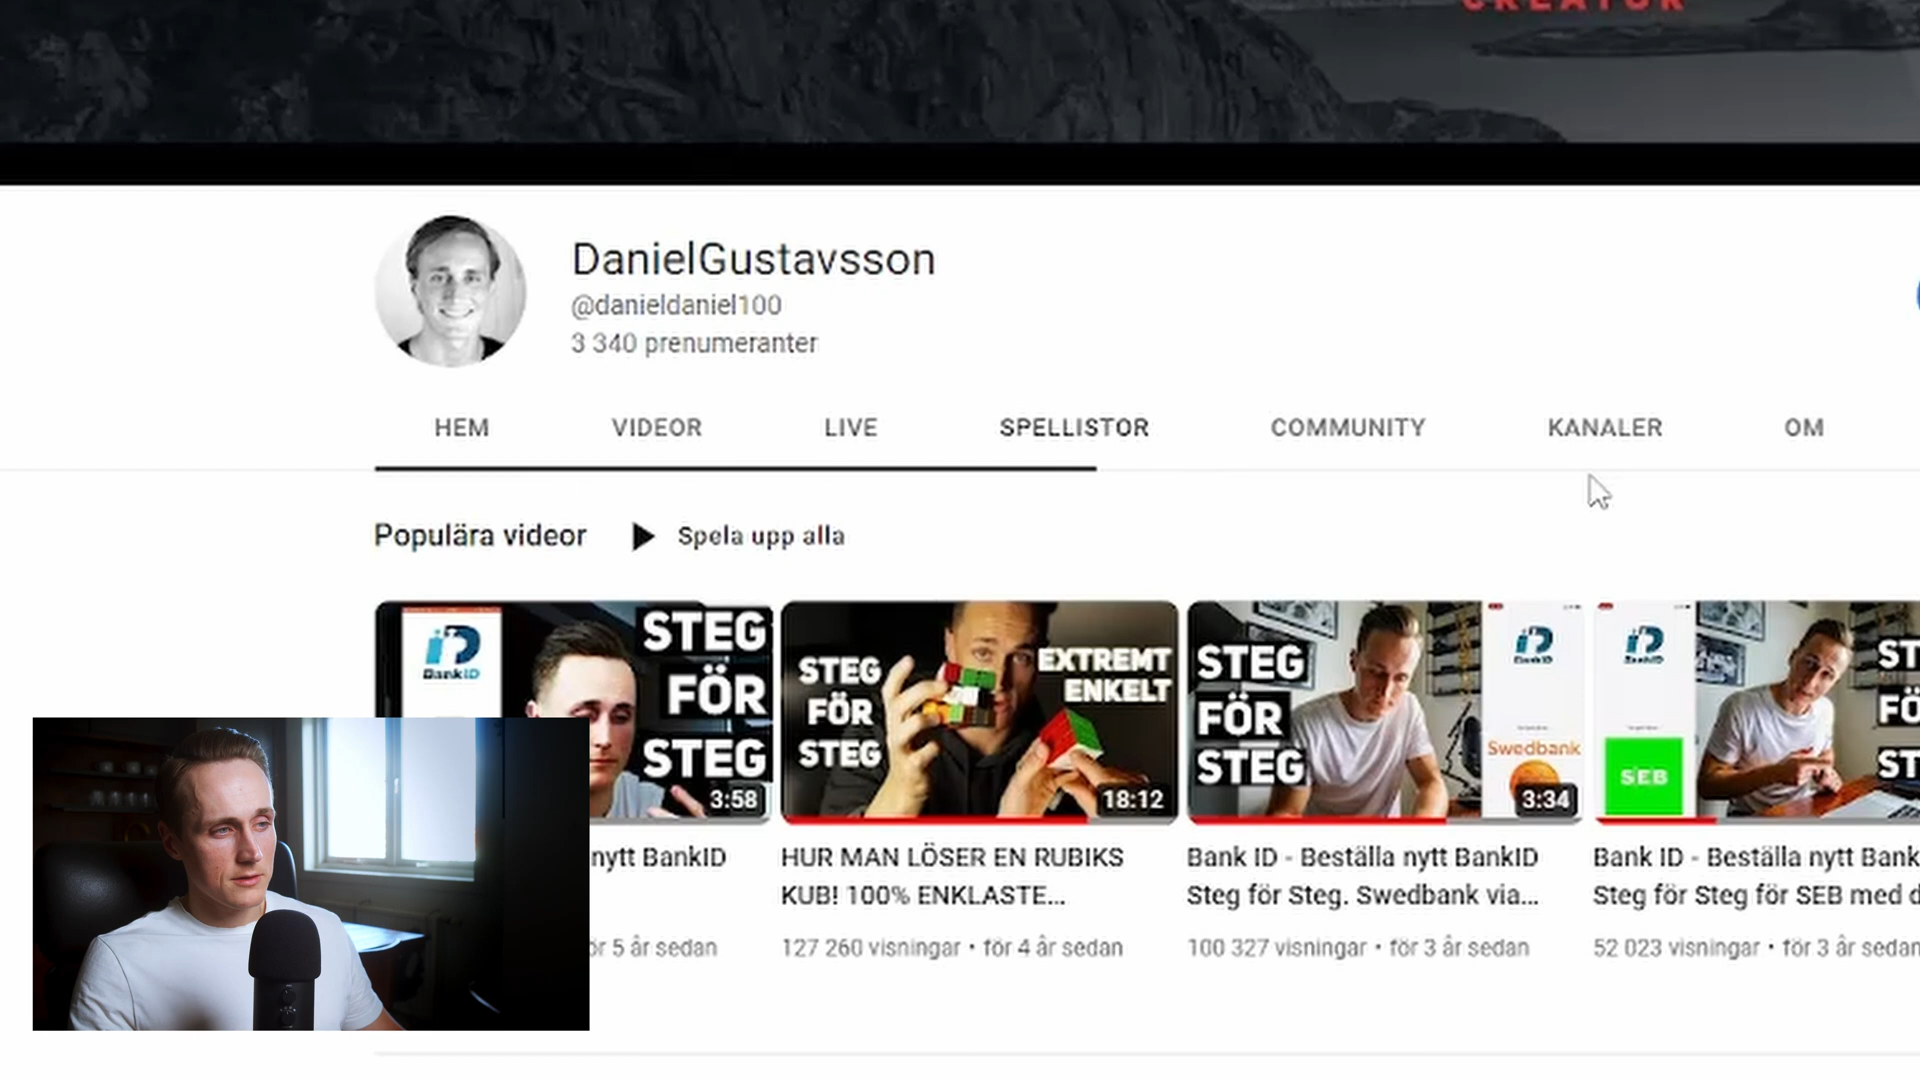 CREATOR
DanielGustavsson
@danieldaniel100
3 340 prenumeranter
HEM VIDEOR LIVE SPELLISTOR COMMUNITY KANALER OM
Populära videor Spela upp alla
BankID
STEG
FÖR
STEG
3:58
STEG
FÖR
STEG
EXTREMT
ENKELT
18:12
STEG
FÖR
STEG
BankID
Swedbank
3:34
BankID
SEB
ST
FÖ
ST
nytt BankID
HUR MAN LÖSER EN RUBIKS
KUB! 100% ENKLASTE...
Bank ID - Beställa nytt BankID
Steg för Steg. Swedbank via...
Bank ID - Beställa nytt Bank
Steg för Steg för SEB med d
ör 5 år sedan
127 260 visningar • för 4 år sedan
100 327 visningar • för 3 år sedan
52 023 visningar • för 3 år sedan